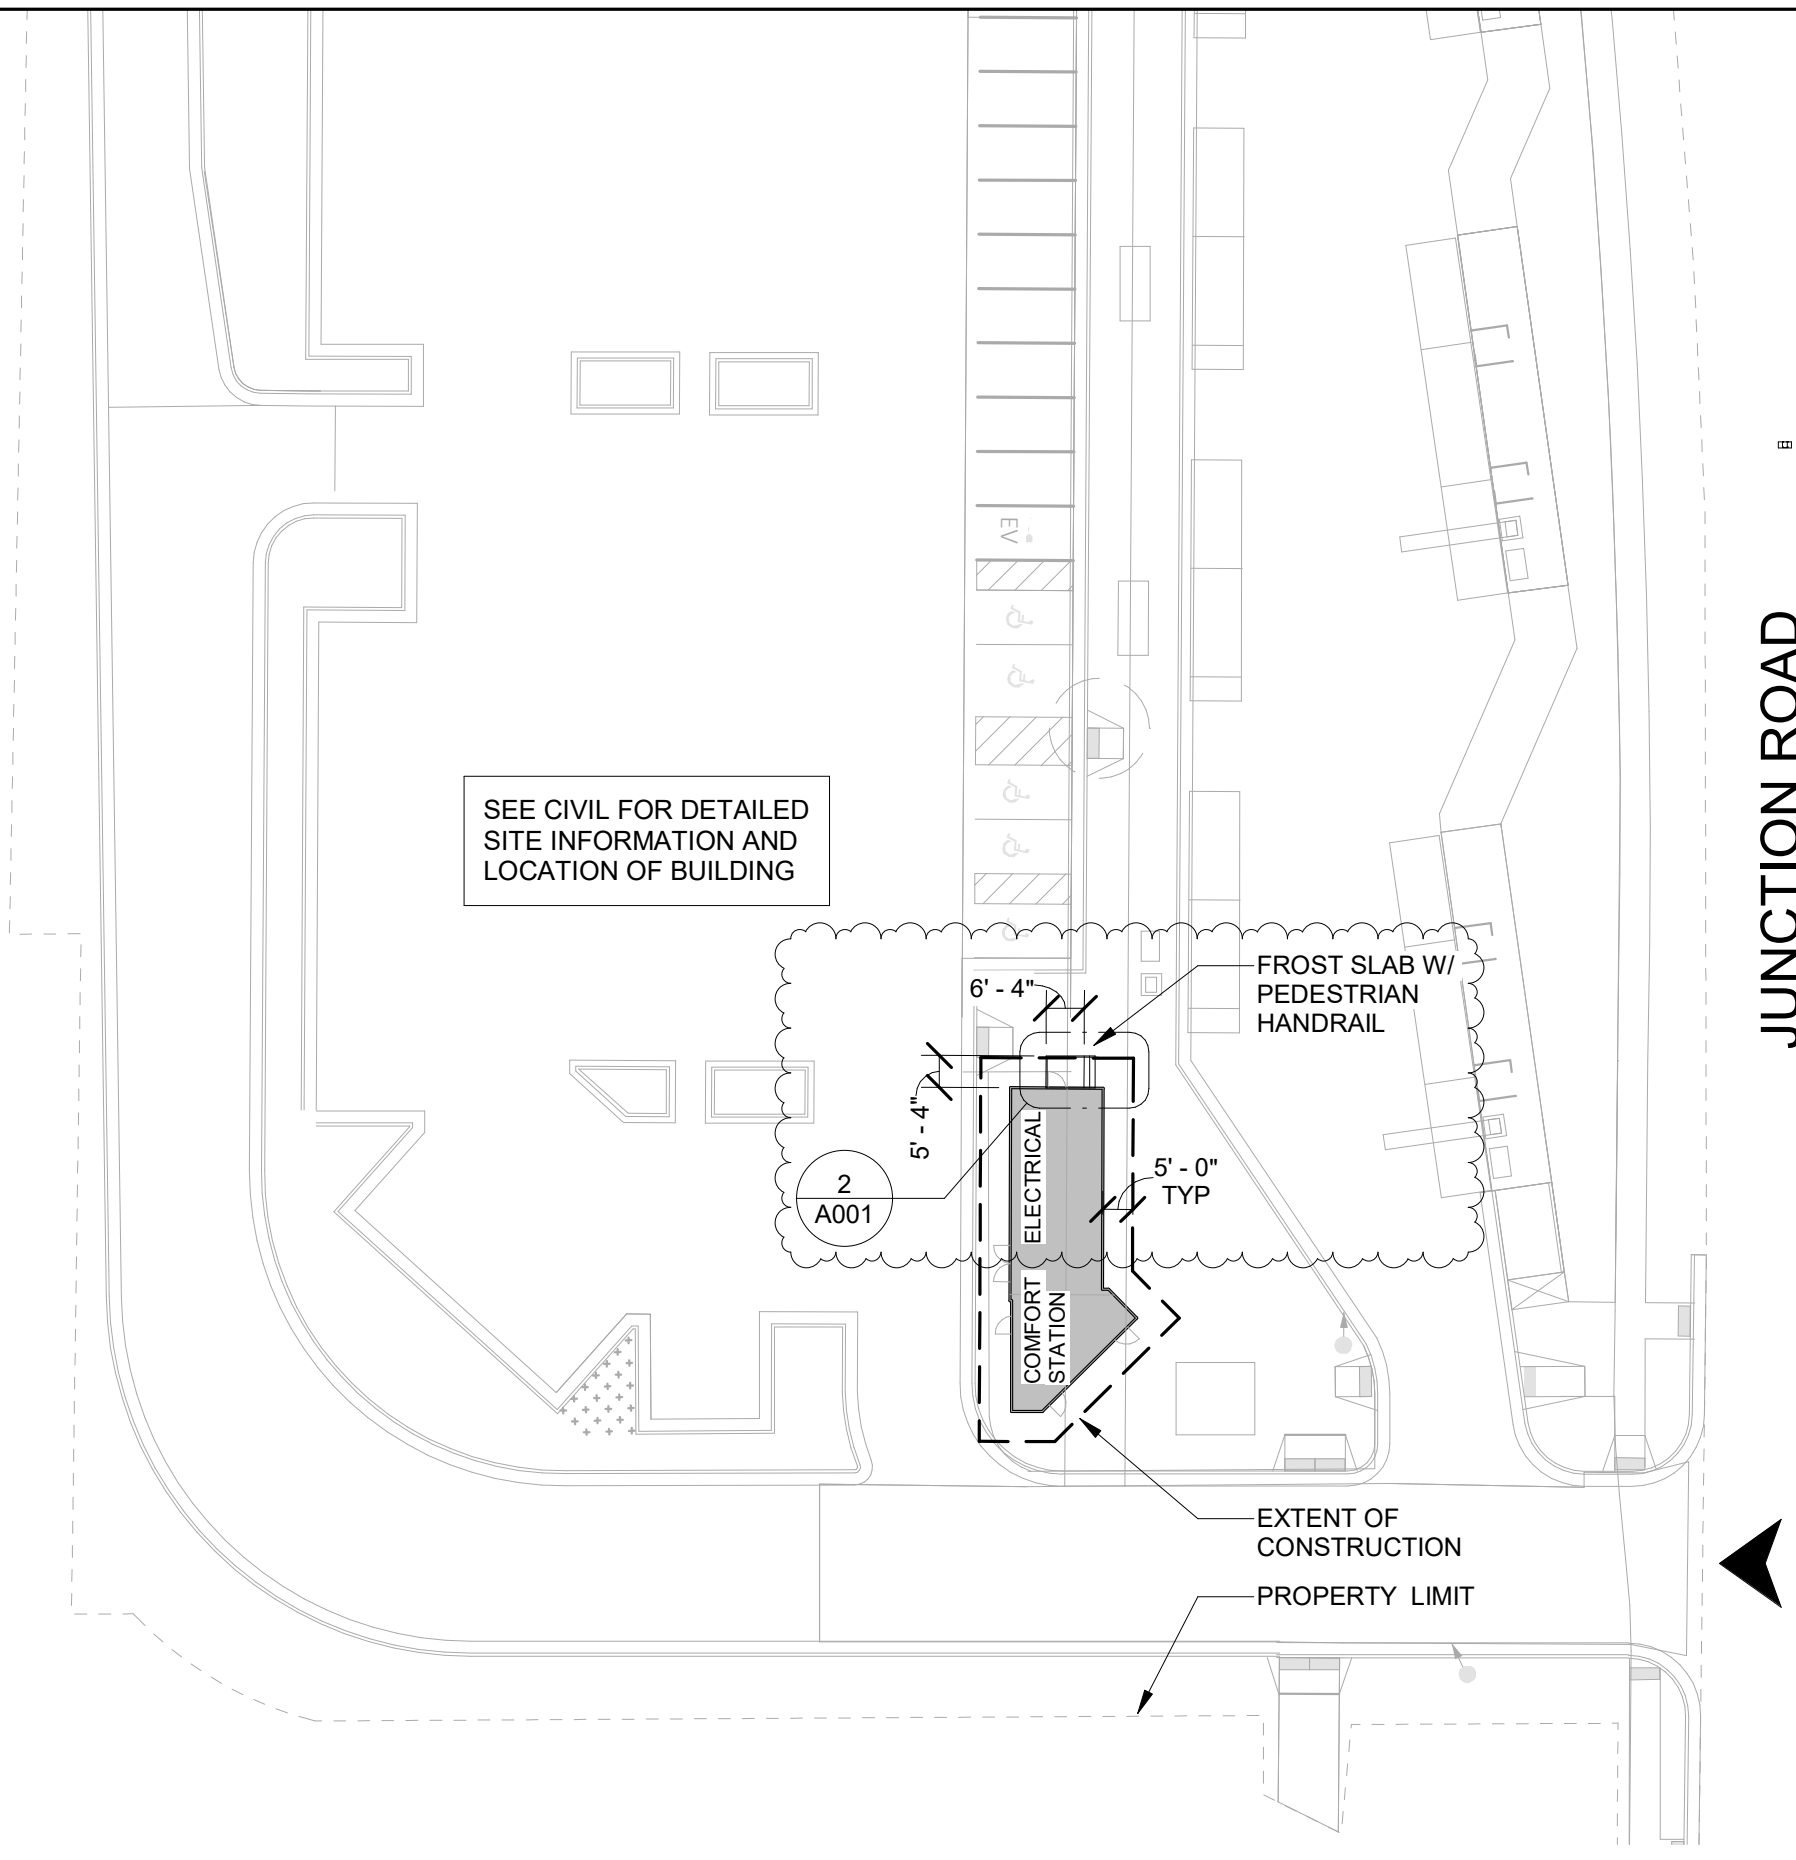 EV
JUNCTION ROAD
SEE CIVIL FOR DETAILED
SITE INFORMATION AND
LOCATION OF BUILDING
FROST SLAB W/
PEDESTRIAN
HANDRAIL
6' - 4"
5' - 4"
ELECTRICAL
5' - 0"
TYP
2
A001
COMFORT
STATION
EXTENT OF
CONSTRUCTION
PROPERTY LIMIT